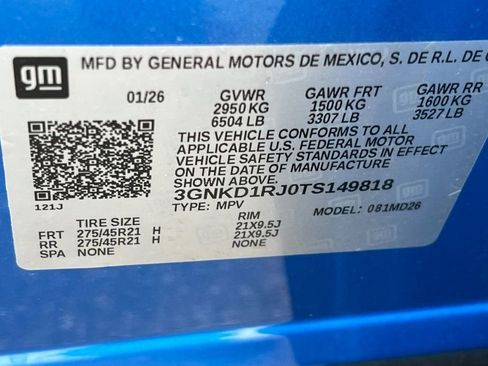 gm
MFD BY GENERAL MOTORS DE MEXICO, S. DE R.L. DE
01/26 GVWR GAWR FRT GAWR RR
2950 KG 1500 KG 1600 KG
6504 LB 3307 LB 3527 LB
THIS VEHICLE CONFORMS TO ALL
APPLICABLE U.S. FEDERAL MOTOR
VEHICLE SAFETY STANDARDS IN EFFECT
ON THE DATE OF MANUFACTURE
SHOWN ABOVE.
3GNKD1RJ0TS149818
TYPE: MPV MODEL: 081MD26
121J
TIRE SIZE RIM
FRT 275/45R21 H 21X9.5J
RR 275/45R21 H 21X9.5J
SPA NONE NONE